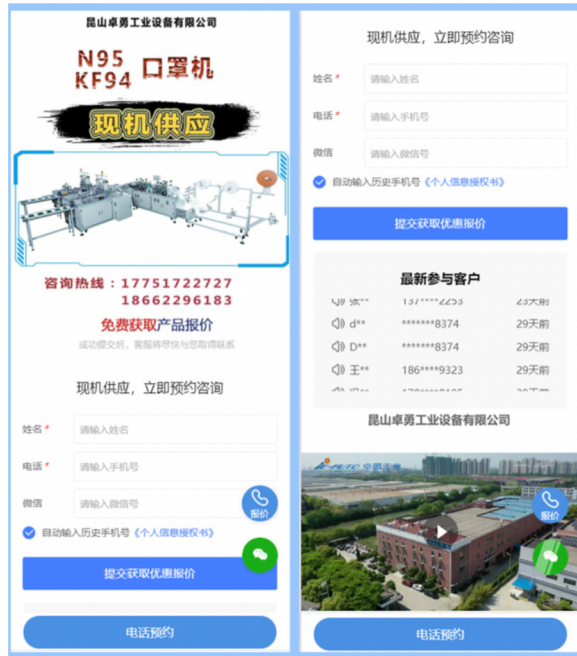 昆山卓勇工业设备有限公司
N95
KF94 口罩机
现机供应
咨询热线：17751722727
18662296183
免费获取产品报价
成功提交后，客服将尽快与您取得联系
现机供应，立即预约咨询
姓名 * 请输入姓名
电话 * 请输入手机号
微信 请输入微信号
报价
自动输入历史手机号《个人信息授权书》
提交获取优惠报价
电话预约
现机供应，立即预约咨询
姓名 * 请输入姓名
电话 * 请输入手机号
微信 请输入微信号
自动输入历史手机号《个人信息授权书》
提交获取优惠报价
最新参与客户
张** 137****2253 23天前
d** *******8374 29天前
D** *******8374 29天前
王** 186****9323 29天前
昆山卓勇工业设备有限公司
报价
电话预约